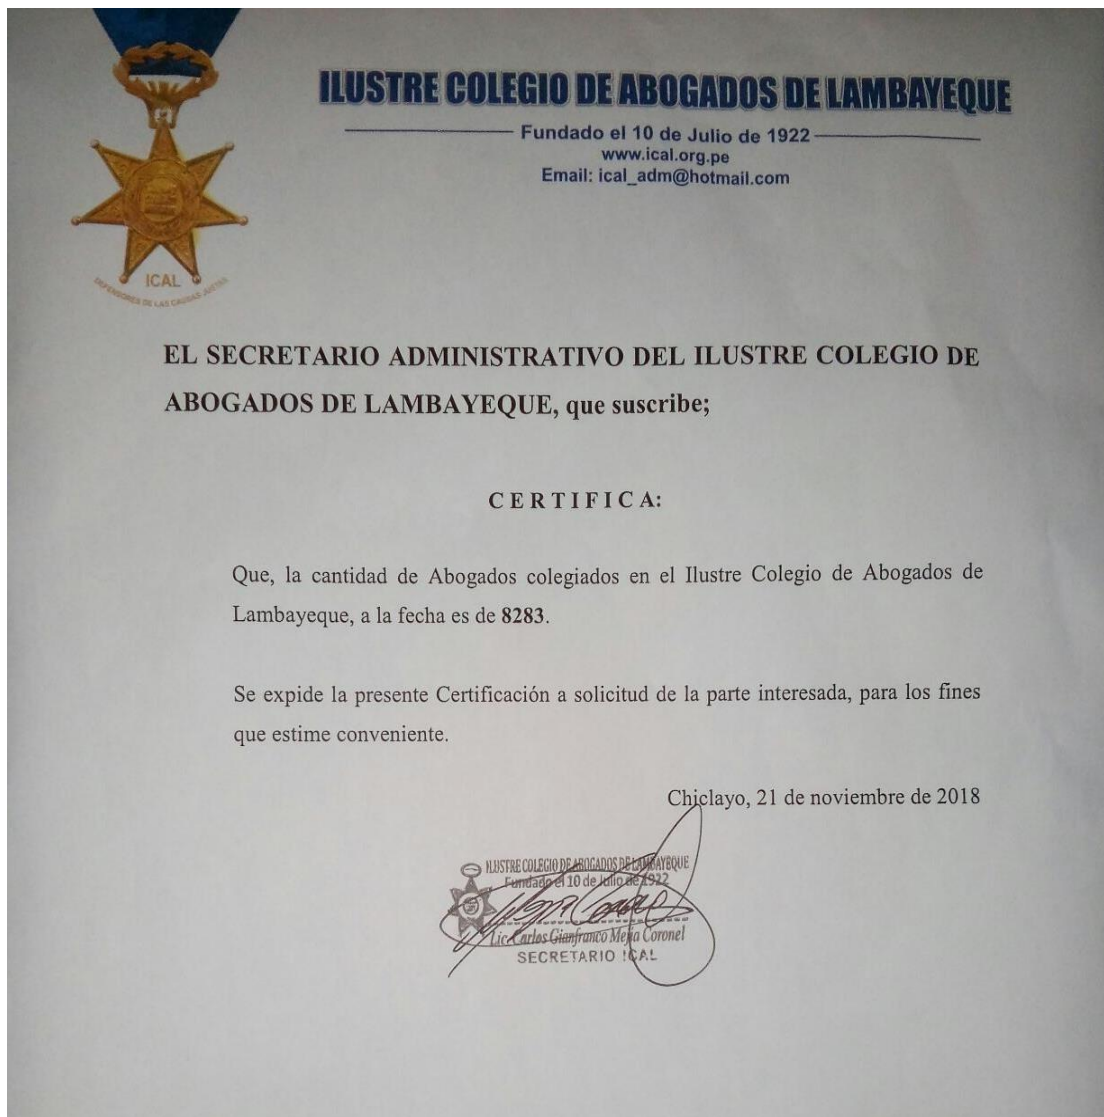 ILUSTRE COLEGIO DE ABOGADOS DE LAMBAYEQUE
Fundado el 10 de Julio de 1922
www.ical.org.pe
Email: ical_adm@hotmail.com
ICAL
DEFENSORES DE LAS CAUSAS JUSTAS
EL SECRETARIO ADMINISTRATIVO DEL ILUSTRE COLEGIO DE
ABOGADOS DE LAMBAYEQUE, que suscribe;
C E R T I F I C A:
Que, la cantidad de Abogados colegiados en el Ilustre Colegio de Abogados de
Lambayeque, a la fecha es de 8283.
Se expide la presente Certificación a solicitud de la parte interesada, para los fines
que estime conveniente.
Chiclayo, 21 de noviembre de 2018
ILUSTRE COLEGIO DE ABOGADOS DE LAMBAYEQUE
Fundado el 10 de Julio de 1922
Lic. Carlos Gianfranco Mejía Coronel
SECRETARIO ICAL